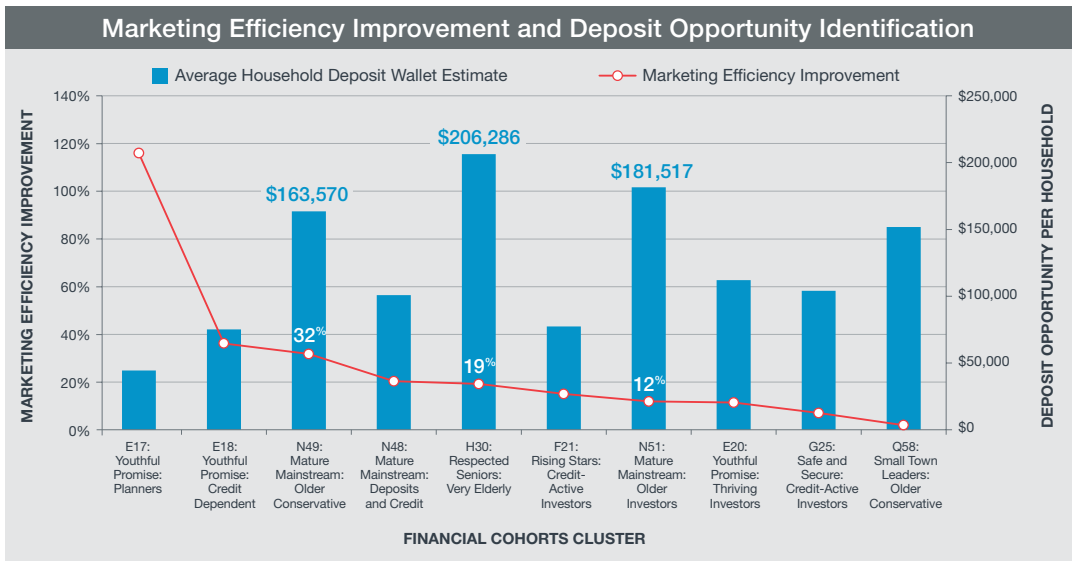 Marketing Efficiency Improvement and Deposit Opportunity Identification
Average Household Deposit Wallet Estimate
Marketing Efficiency Improvement
MARKETING EFFICIENCY IMPROVEMENT
140%
120%
100%
80%
60%
40%
20%
0%
$163,570
$206,286
$181,517
32%
19%
12%
$250,000
$200,000
$150,000
$100,000
$50,000
$0
DEPOSIT OPPORTUNITY PER HOUSEHOLD
E17:
Youthful
Promise:
Planners
E18:
Youthful
Promise:
Credit
Dependent
N49:
Mature
Mainstream:
Older
Conservative
N48:
Mature
Mainstream:
Deposits
and Credit
H30:
Respected
Seniors:
Very Elderly
F21:
Rising Stars:
Credit-
Active
Investors
N51:
Mature
Mainstream:
Older
Investors
E20:
Youthful
Promise:
Thriving
Investors
G25:
Safe and
Secure:
Credit-Active
Investors
Q58:
Small Town
Leaders:
Older
Conservative
FINANCIAL COHORTS CLUSTER